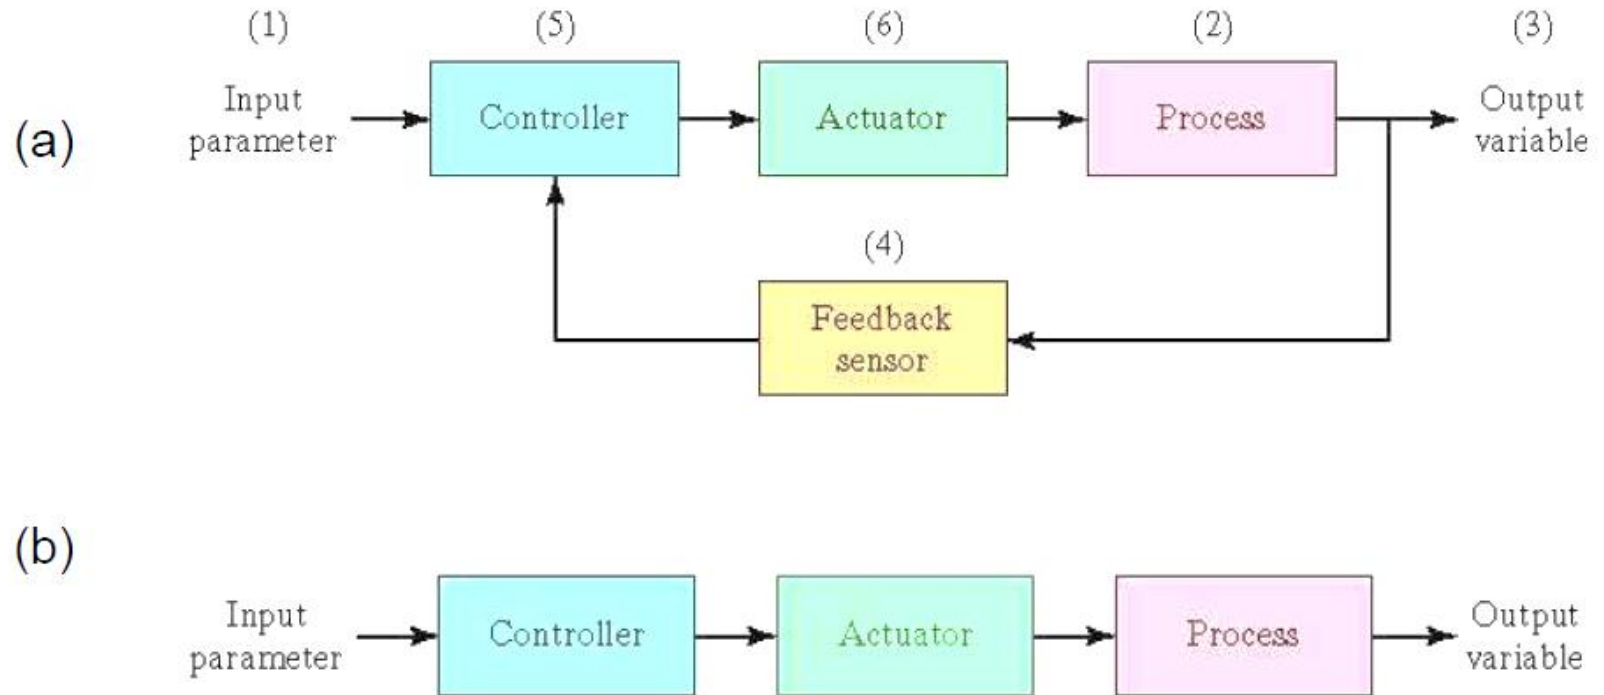 (1)
(5)
(6)
(2)
(3)
(a)
Input
parameter
Controller
Actuator
Process
Output
variable
(4)
Feedback
sensor
(b)
Input
parameter
Controller
Actuator
Process
Output
variable